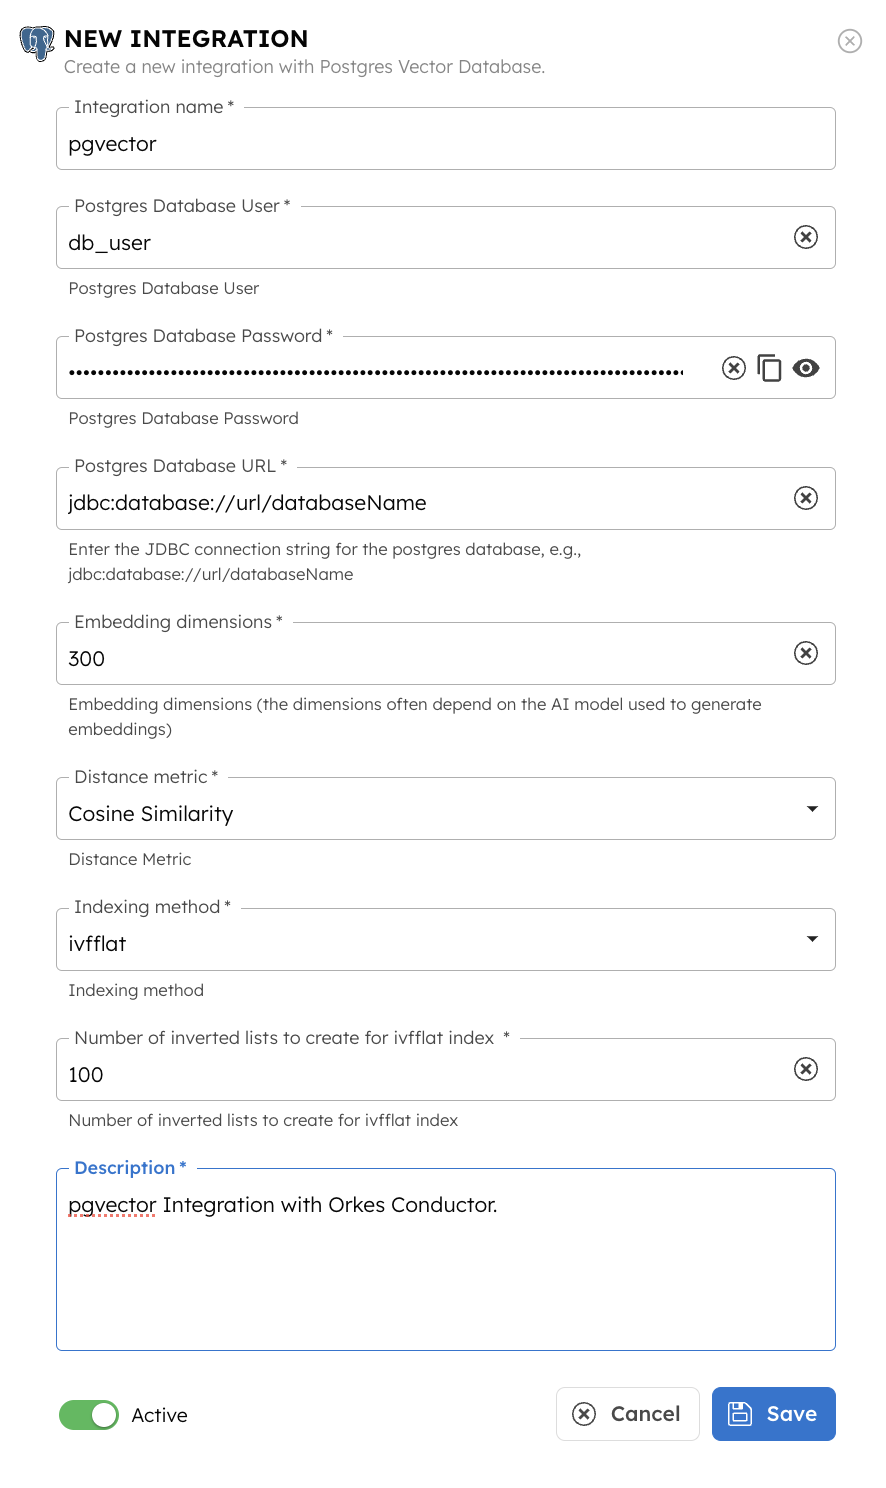 NEW INTEGRATION
Create a new integration with Postgres Vector Database.
Integration name *
pgvector
Postgres Database User *
db_user
Postgres Database User
Postgres Database Password *
Postgres Database Password
Postgres Database URL *
jdbc:database://url/databaseName
Enter the JDBC connection string for the postgres database, e.g.,
jdbc:database://url/databaseName
Embedding dimensions *
300
Embedding dimensions (the dimensions often depend on the AI model used to generate
embeddings)
Distance metric *
Cosine Similarity
Distance Metric
Indexing method *
ivfflat
Indexing method
Number of inverted lists to create for ivfflat index *
100
Number of inverted lists to create for ivfflat index
Description *
pgvector Integration with Orkes Conductor.
Active
Cancel
Save